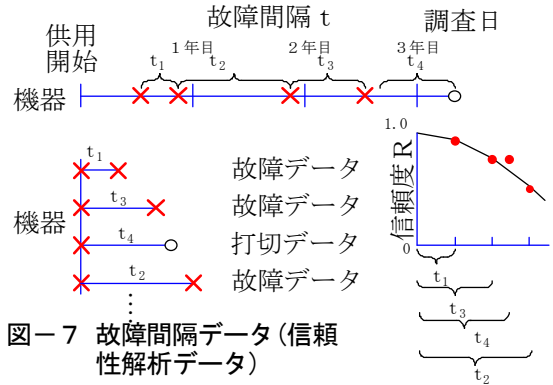 故障間隔 t
調査日
供用
開始
1年目
2年目
3年目
t₁
t₂
t₃
t₄
機器
1.0
信頼度 R
0
t₁
故障データ
t₃
故障データ
機器
t₄
打切データ
t₂
故障データ
⋮
t₁
t₃
t₄
t₂
図－7 故障間隔データ(信頼
性解析データ)